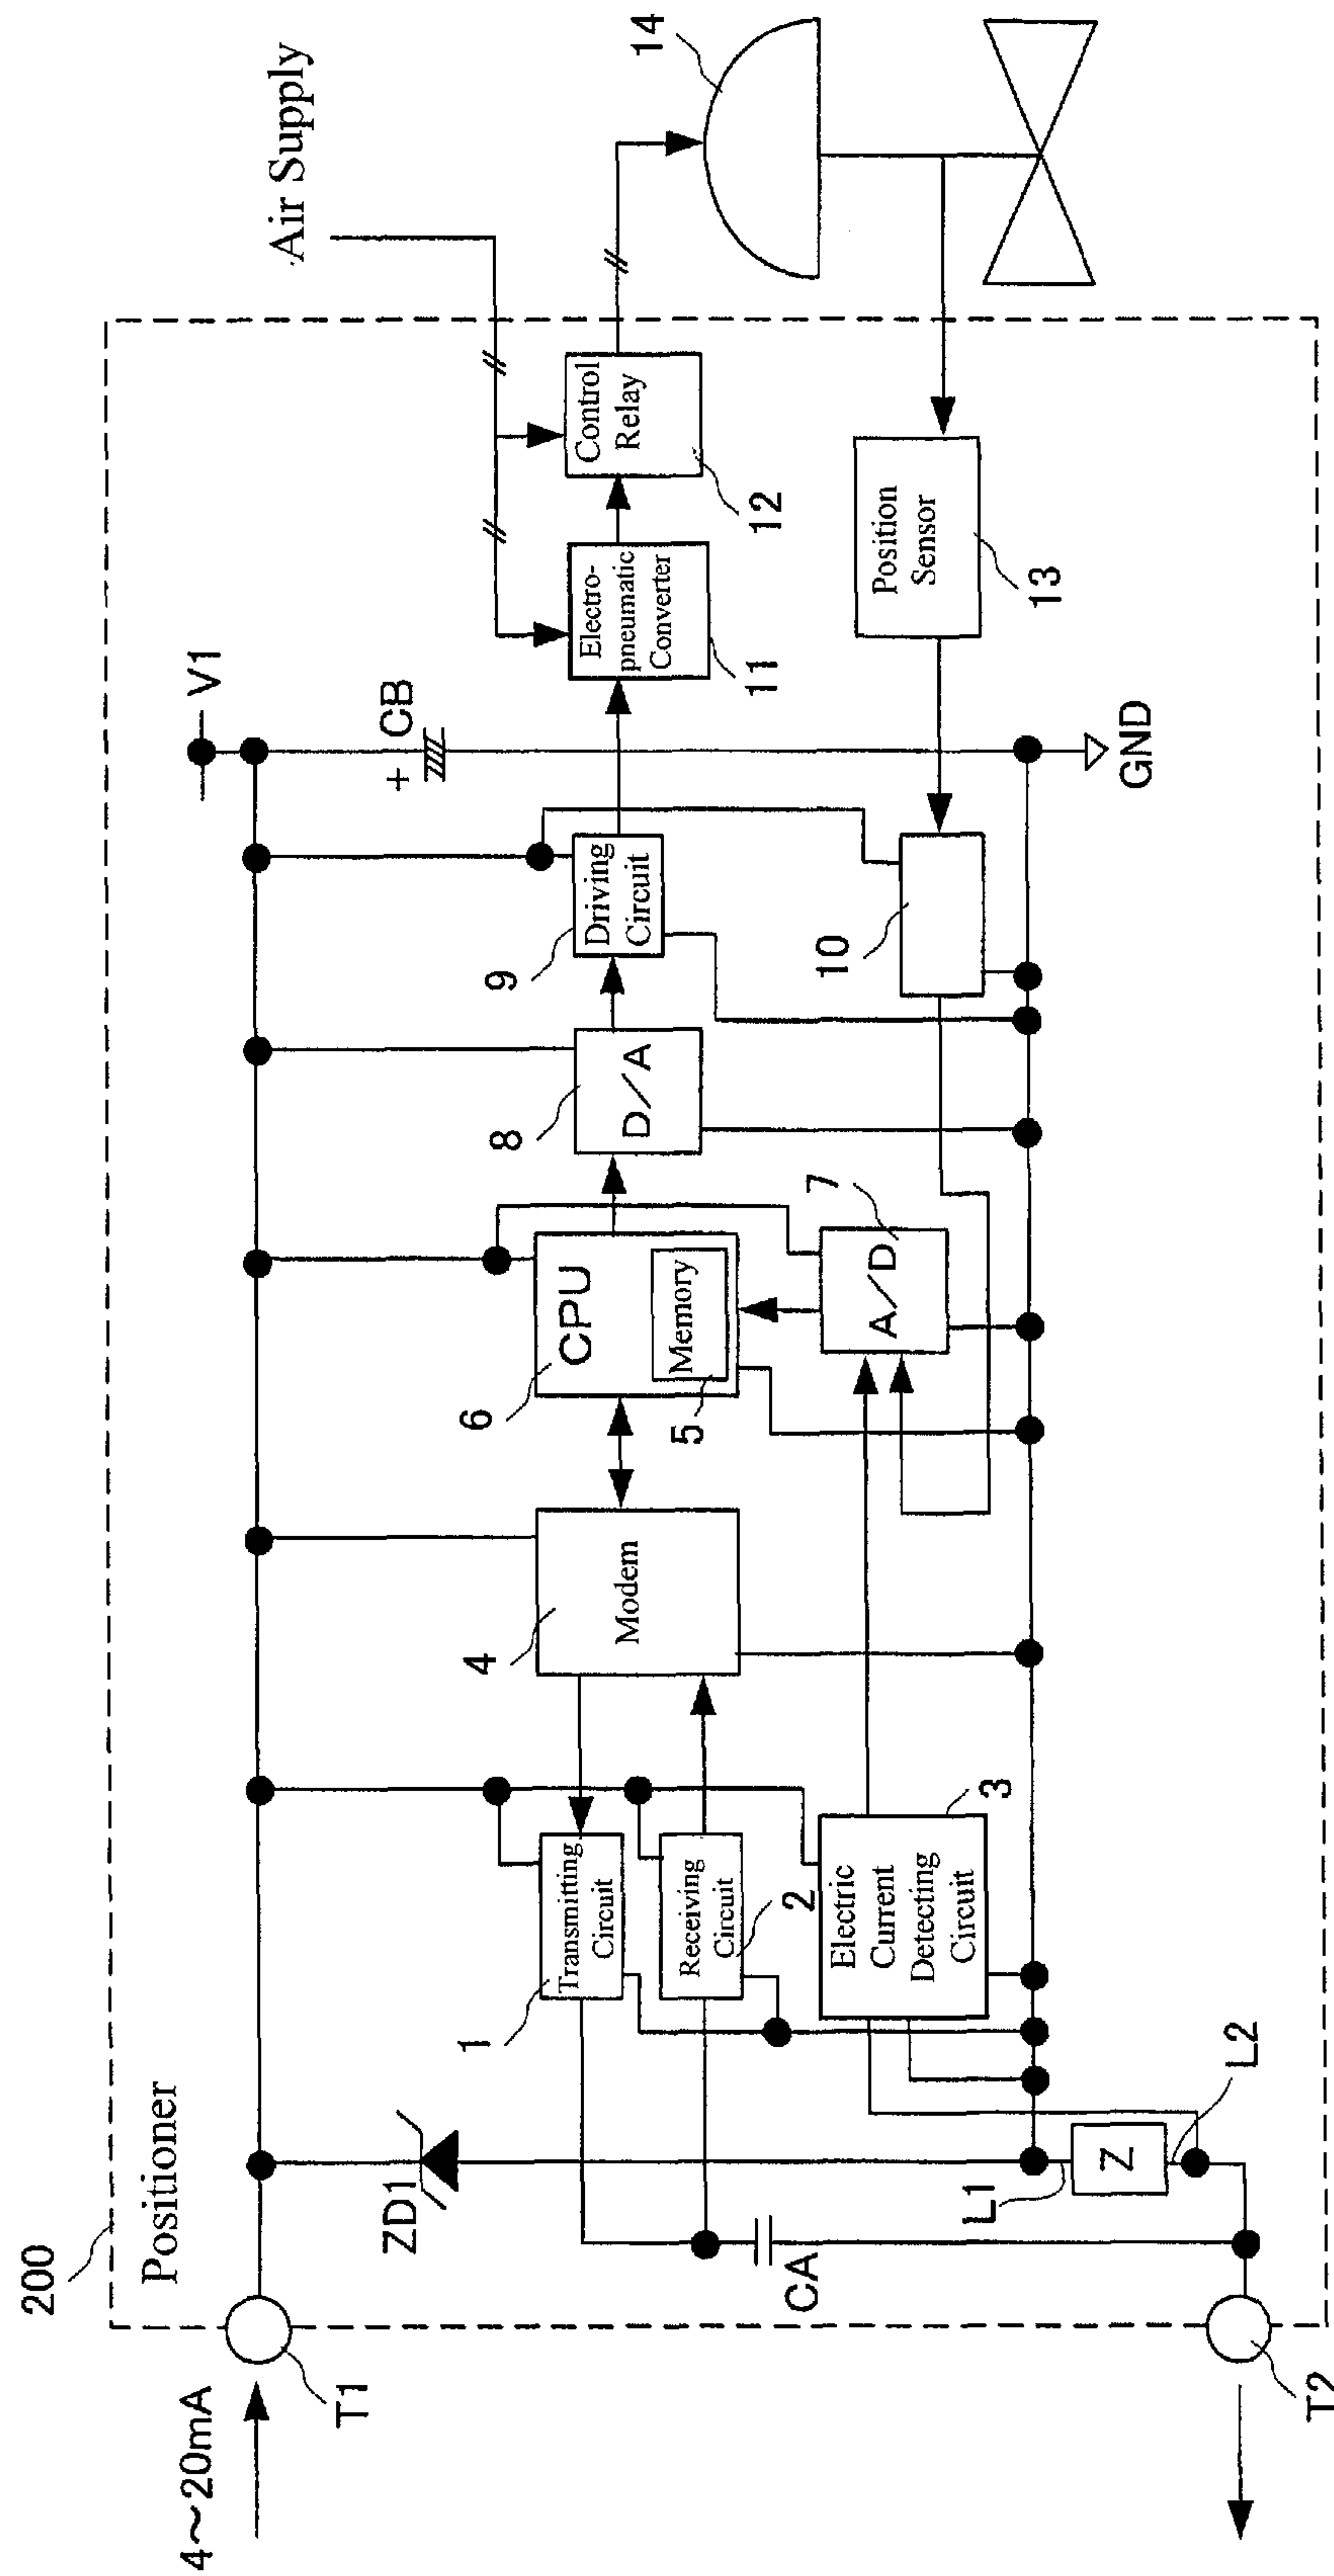 200
Positioner
4～20mA
T1
T2
ZD1
CA
L1
Z
L2
1
Transmitting
Circuit
Receiving
Circuit
2
Electric
Current
Detecting
Circuit
3
4
Modem
6
CPU
Memory
5
A/D
7
8
D/A
9
Driving
Circuit
10
V1
+
CB
GND
Electro-
pneumatic
Converter
11
Control
Relay
12
Position
Sensor
13
Air Supply
14